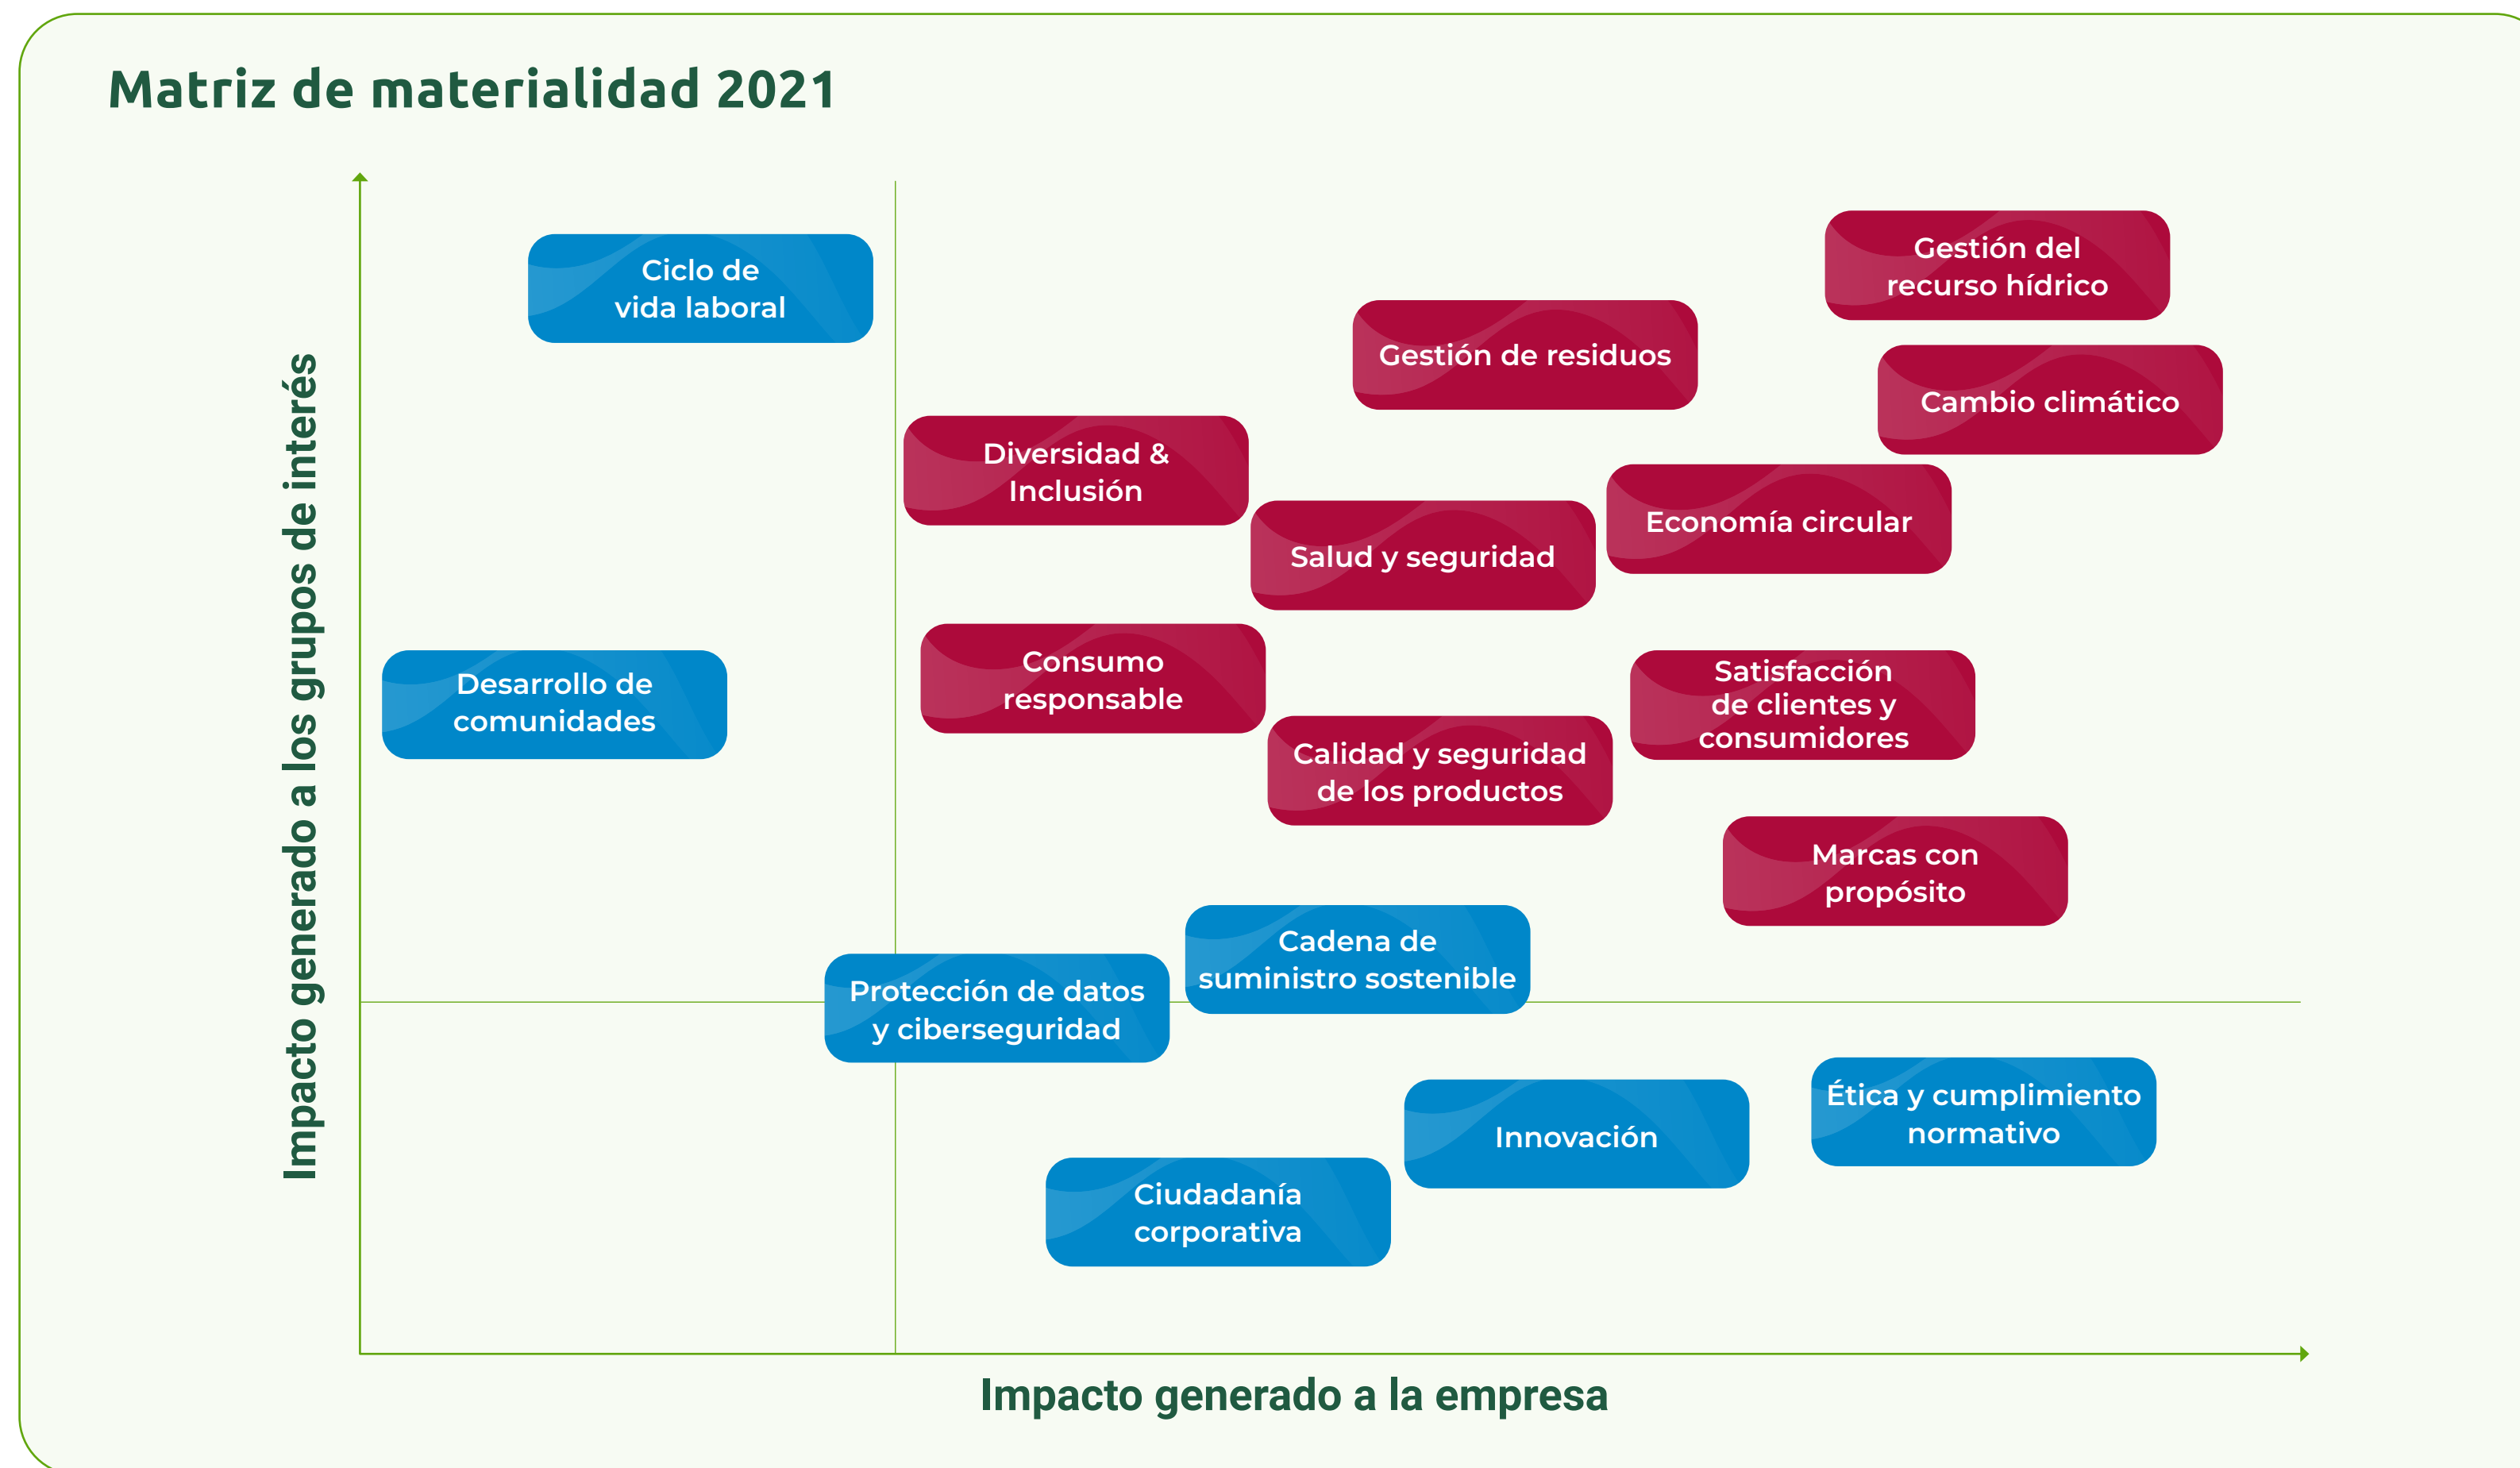 Matriz de materialidad 2021
Impacto generado a los grupos de interés
Ciclo de
vida laboral
Gestión del
recurso hídrico
Gestión de residuos
Cambio climático
Diversidad &
Inclusión
Economía circular
Salud y seguridad
Consumo
responsable
Desarrollo de
comunidades
Satisfacción
de clientes y
consumidores
Calidad y seguridad
de los productos
Marcas con
propósito
Cadena de
suministro sostenible
Protección de datos
y ciberseguridad
Ética y cumplimiento
normativo
Innovación
Ciudadanía
corporativa
Impacto generado a la empresa